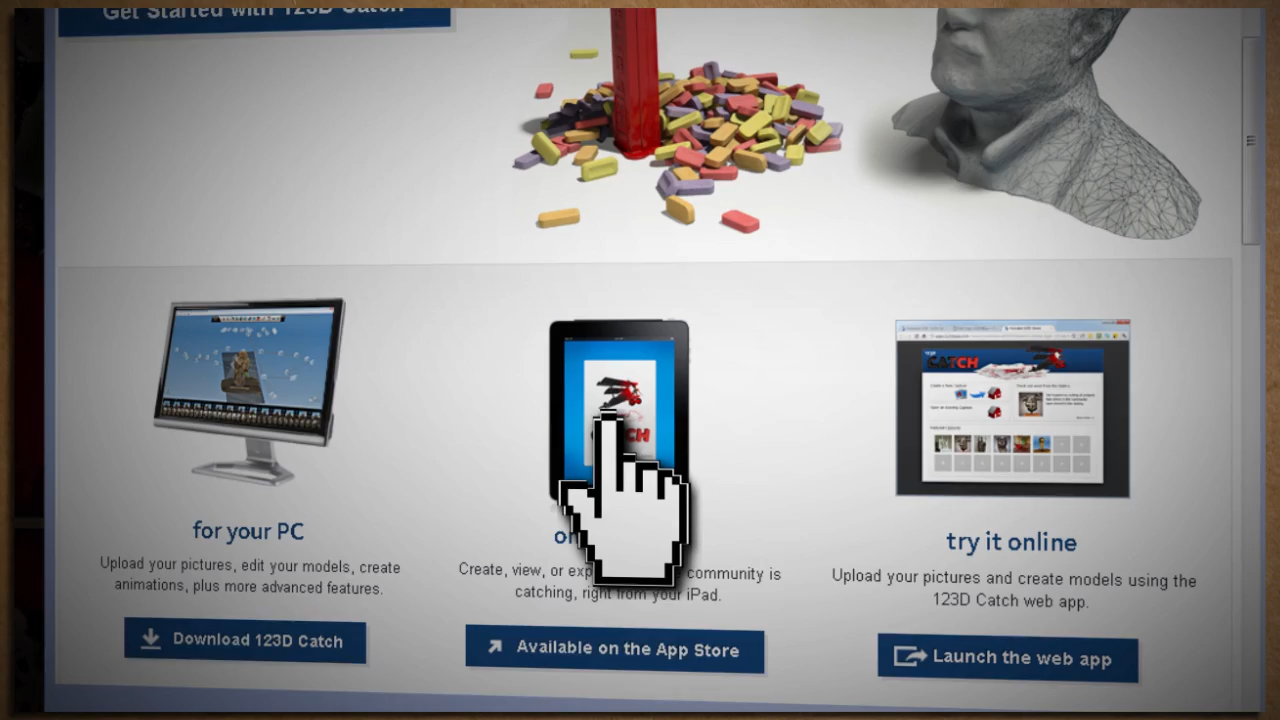 Get Started with 123D Catch
CATCH
for your PC
Upload your pictures, edit your models, create
animations, plus more advanced features.
Download 123D Catch
on
Create, view, or exp community is
catching, right from your iPad.
Available on the App Store
CATCH
try it online
Upload your pictures and create models using the
123D Catch web app.
Launch the web app